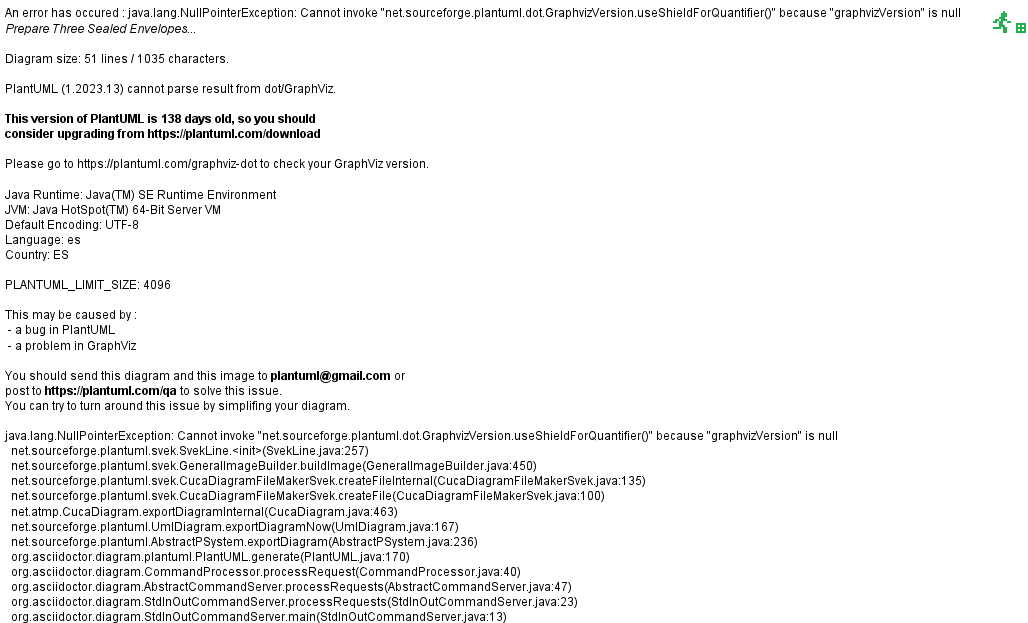 An error has occured : java.lang.NullPointerException: Cannot invoke "net.sourceforge.plantuml.dot.GraphvizVersion.useShieldForQuantifier()" because "graphvizVersion" is null
Prepare Three Sealed Envelopes...
Diagram size: 51 lines / 1035 characters.
PlantUML (1.2023.13) cannot parse result from dot/GraphViz.
This version of PlantUML is 138 days old, so you should
consider upgrading from https://plantuml.com/download
Please go to https://plantuml.com/graphviz-dot to check your GraphViz version.
Java Runtime: Java(TM) SE Runtime Environment
JVM: Java HotSpot(TM) 64-Bit Server VM
Default Encoding: UTF-8
Language: es
Country: ES
PLANTUML_LIMIT_SIZE: 4096
This may be caused by :
- a bug in PlantUML
- a problem in GraphViz
You should send this diagram and this image to plantuml@gmail.com or
post to https://plantuml.com/qa to solve this issue.
You can try to turn around this issue by simplifing your diagram.
java.lang.NullPointerException: Cannot invoke "net.sourceforge.plantuml.dot.GraphvizVersion.useShieldForQuantifier()" because "graphvizVersion" is null
net.sourceforge.plantuml.svek.SvekLine.<init>(SvekLine.java:257)
net.sourceforge.plantuml.svek.GeneralImageBuilder.buildImage(GeneralImageBuilder.java:450)
net.sourceforge.plantuml.svek.CucaDiagramFileMakerSvek.createFileInternal(CucaDiagramFileMakerSvek.java:135)
net.sourceforge.plantuml.svek.CucaDiagramFileMakerSvek.createFile(CucaDiagramFileMakerSvek.java:100)
net.atmp.CucaDiagram.exportDiagramInternal(CucaDiagram.java:463)
net.sourceforge.plantuml.UmlDiagram.exportDiagramNow(UmlDiagram.java:167)
net.sourceforge.plantuml.AbstractPSystem.exportDiagram(AbstractPSystem.java:236)
org.asciidoctor.diagram.plantuml.PlantUML.generate(PlantUML.java:170)
org.asciidoctor.diagram.CommandProcessor.processRequest(CommandProcessor.java:40)
org.asciidoctor.diagram.AbstractCommandServer.processRequests(AbstractCommandServer.java:47)
org.asciidoctor.diagram.StdInOutCommandServer.processRequests(StdInOutCommandServer.java:23)
org.asciidoctor.diagram.StdInOutCommandServer.main(StdInOutCommandServer.java:13)